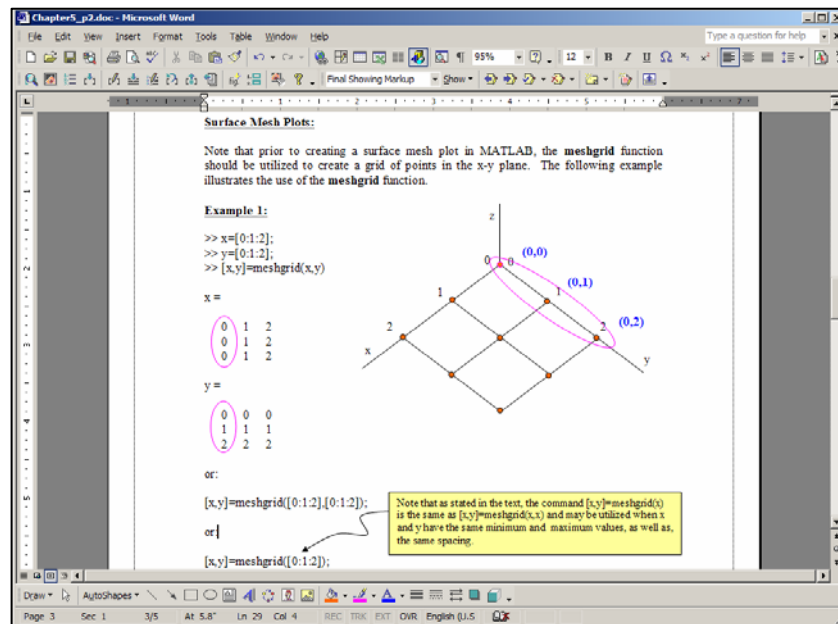 Chapter5_p2.doc - Microsoft Word
File Edit View Insert Format Tools Table Window Help
Type a question for help
95%
12
B I U
Final Showing Markup
Show
1 1 2 3 4 5 7
Surface Mesh Plots:
Note that prior to creating a surface mesh plot in MATLAB, the meshgrid function
should be utilized to create a grid of points in the x-y plane. The following example
illustrates the use of the meshgrid function.
Example 1:
>> x=[0:1:2];
>> y=[0:1:2];
>> [x,y]=meshgrid(x,y)
x =
0 1 2
0 1 2
0 1 2
y =
0 0 0
1 1 1
2 2 2
or:
[x,y]=meshgrid([0:1:2],[0:1:2]);
or:
[x,y]=meshgrid([0:1:2]);
z
0 0 (0,0)
1 1 (0,1)
2 2 (0,2)
x y
Note that as stated in the text, the command [x,y]=meshgrid(x)
is the same as [x,y]=meshgrid(x,x) and may be utilized when x
and y have the same minimum and maximum values, as well as,
the same spacing.
Draw AutoShapes
Page 3 Sec 1 3/5 At 5.8" Ln 29 Col 4 REC TRK EXT OVR English (U.S